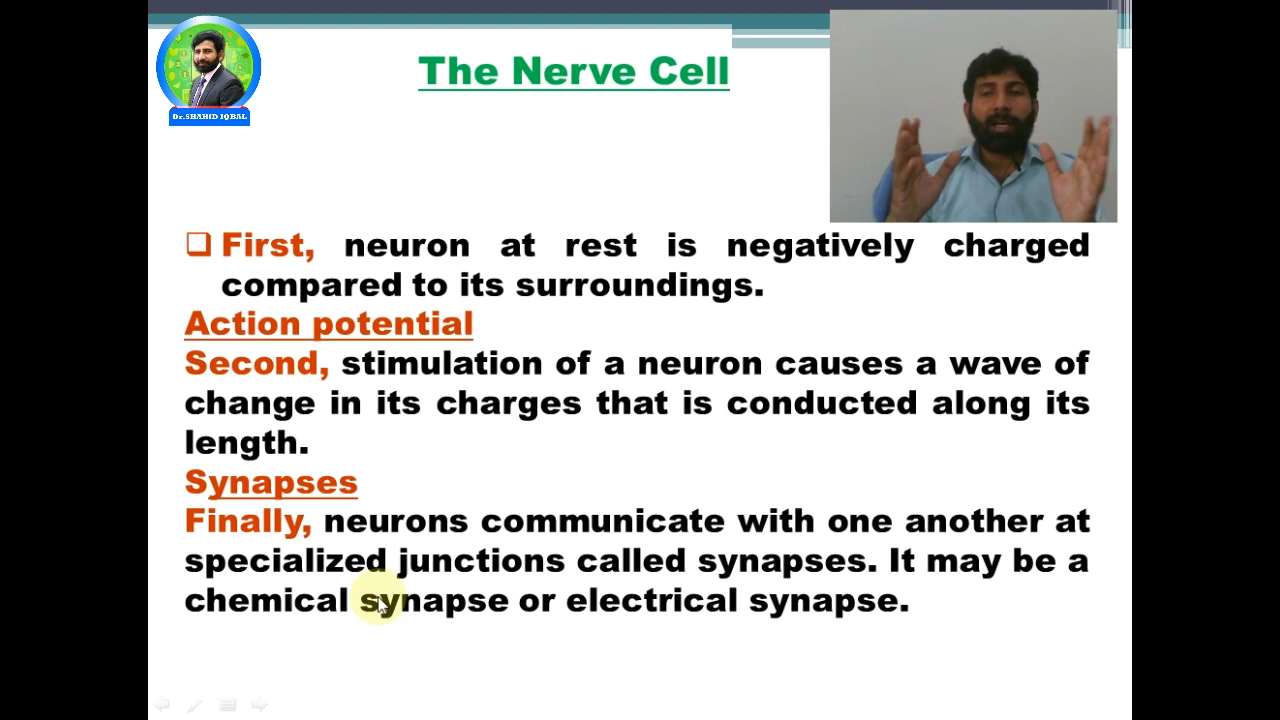 Dr.SHAHID IQBAL
The Nerve Cell
First, neuron at rest is negatively charged
compared to its surroundings.
Action potential
Second, stimulation of a neuron causes a wave of
change in its charges that is conducted along its
length.
Synapses
Finally, neurons communicate with one another at
specialized junctions called synapses. It may be a
chemical synapse or electrical synapse.